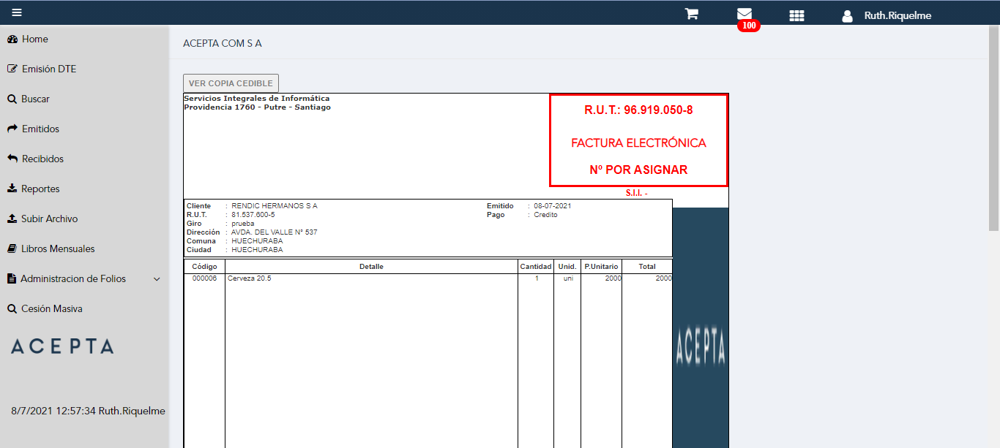 Ruth.Riquelme
100
Home
Emisión DTE
Buscar
Emitidos
Recibidos
Reportes
Subir Archivo
Libros Mensuales
Administracion de Folios
Cesión Masiva
ACEPTA
8/7/2021 12:57:34 Ruth.Riquelme
ACEPTA COM S A
VER COPIA CEDIBLE
Servicios Integrales de Informática
Providencia 1760 - Putre - Santiago
R.U.T.: 96.919.050-8
FACTURA ELECTRÓNICA
Nº POR ASIGNAR
S.I.I. -
Cliente : RENDIC HERMANOS S A Emitido : 08-07-2021
R.U.T. : 81.537.600-5 Pago : Credito
Giro : prueba
Dirección : AVDA. DEL VALLE N° 537
Comuna : HUECHURABA
Ciudad : HUECHURABA
Código Detalle Cantidad Unid. P.Unitario Total
000006 Cerveza 20.5 1 uni 2000 2000
ACEPTA